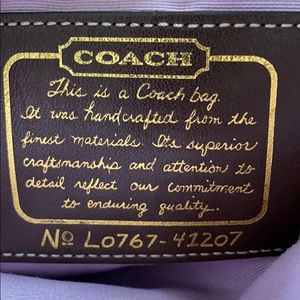 COACH
This is a Coach bag.
It was handcrafted from the
finest materials. Its superior
craftsmanship and attention to
detail reflect our commitment
to enduring quality.
Nº L0767-41207